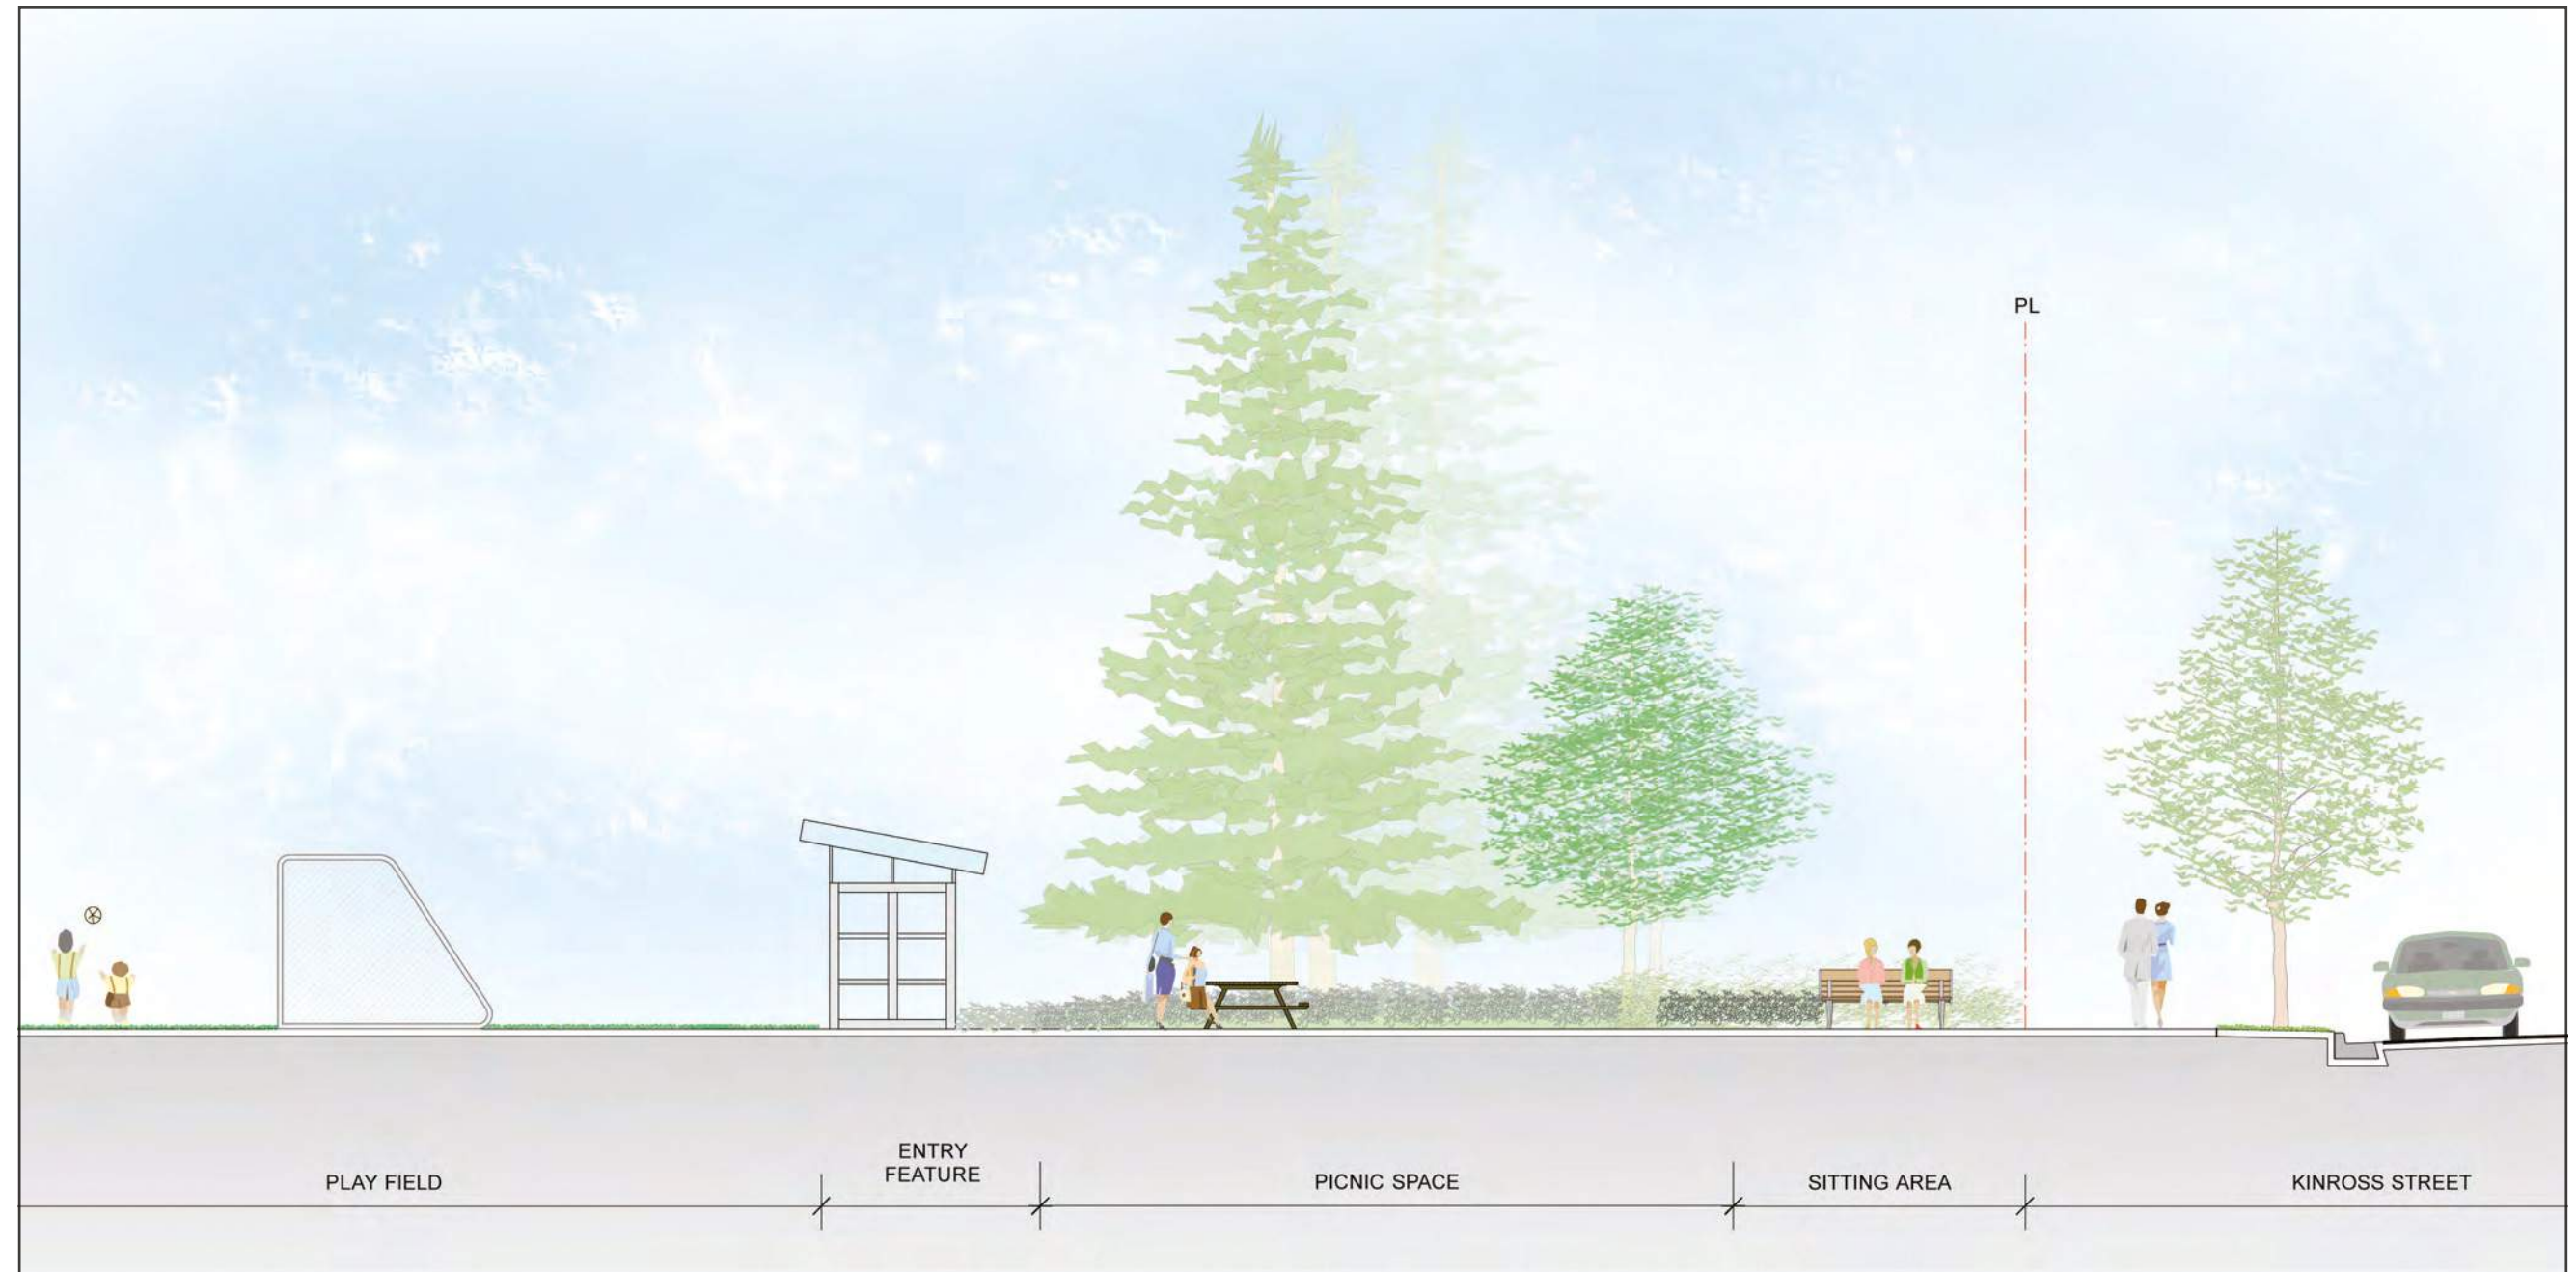 PL
PLAY FIELD
ENTRY
FEATURE
PICNIC SPACE
SITTING AREA
KINROSS STREET